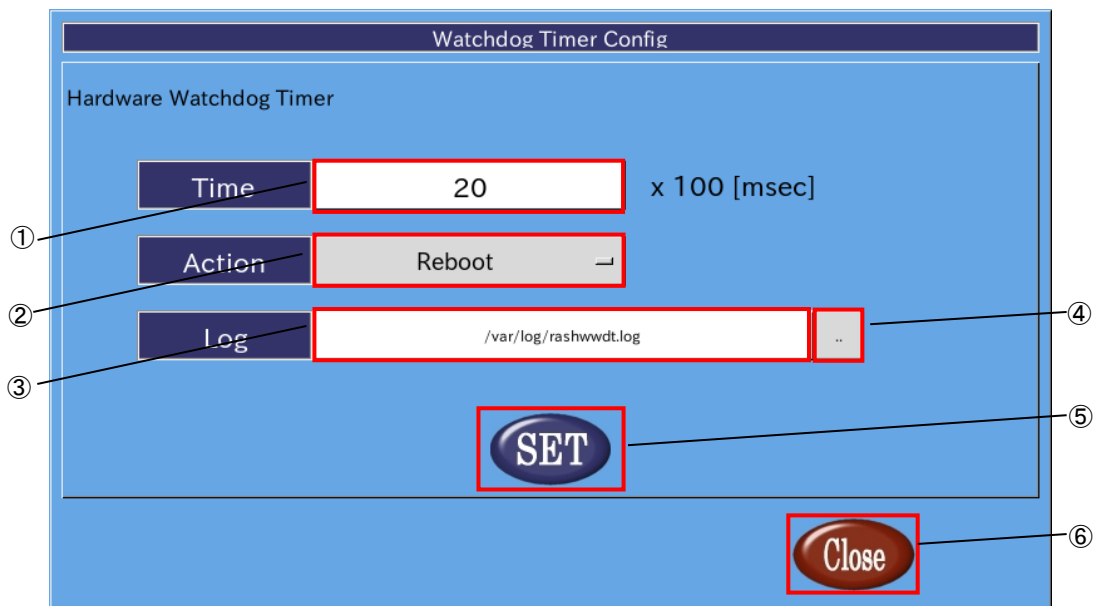 Watchdog Timer Config
Hardware Watchdog Timer
① Time 20 x 100 [msec]
② Action Reboot
③ Log /var/log/rashwwdt.log .. ④
SET ⑤
Close ⑥